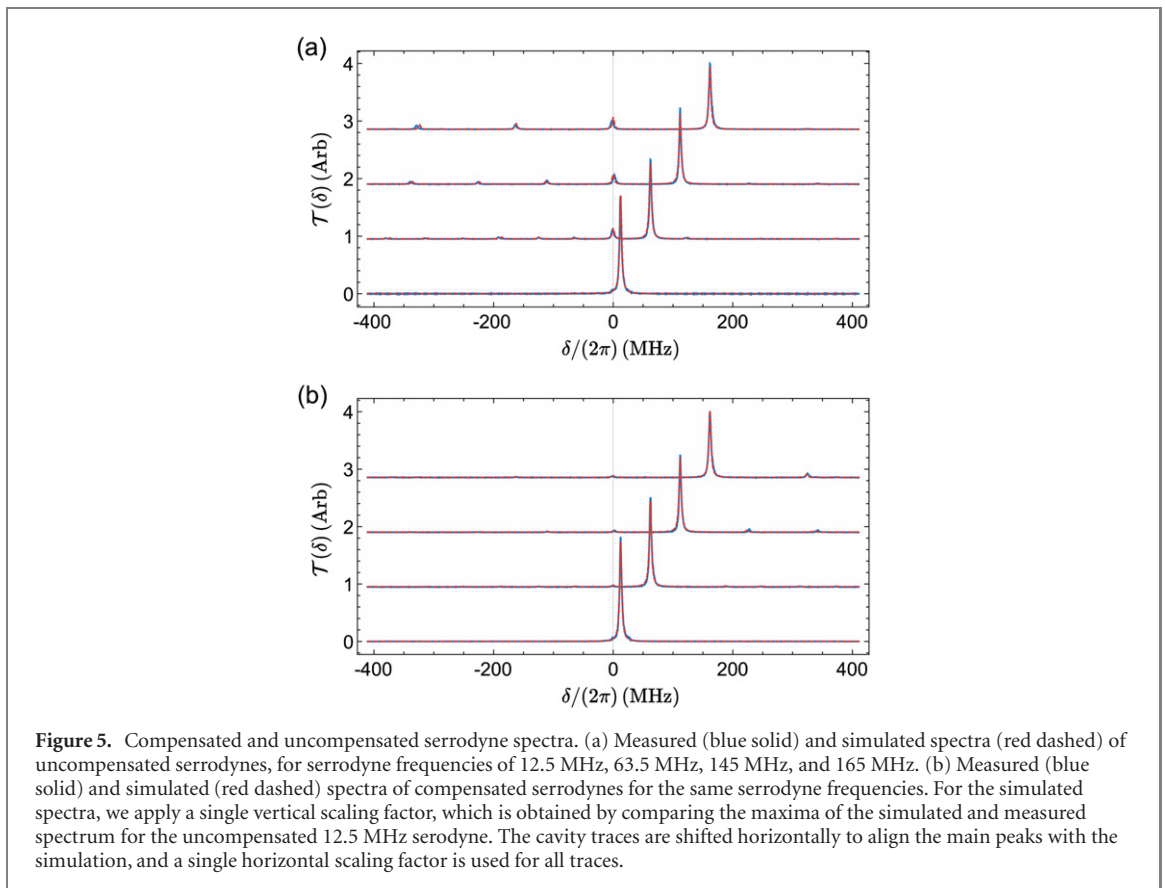 (a)
4
3
2
1
0
𝒯(δ) (Arb)
-400 -200 0 200 400
δ/(2π) (MHz)
(b)
4
3
2
1
0
𝒯(δ) (Arb)
-400 -200 0 200 400
δ/(2π) (MHz)
Figure 5. Compensated and uncompensated serrodyne spectra. (a) Measured (blue solid) and simulated spectra (red dashed) of
uncompensated serrodynes, for serrodyne frequencies of 12.5 MHz, 63.5 MHz, 145 MHz, and 165 MHz. (b) Measured (blue
solid) and simulated (red dashed) spectra of compensated serrodynes for the same serrodyne frequencies. For the simulated
spectra, we apply a single vertical scaling factor, which is obtained by comparing the maxima of the simulated and measured
spectrum for the uncompensated 12.5 MHz serodyne. The cavity traces are shifted horizontally to align the main peaks with the
simulation, and a single horizontal scaling factor is used for all traces.